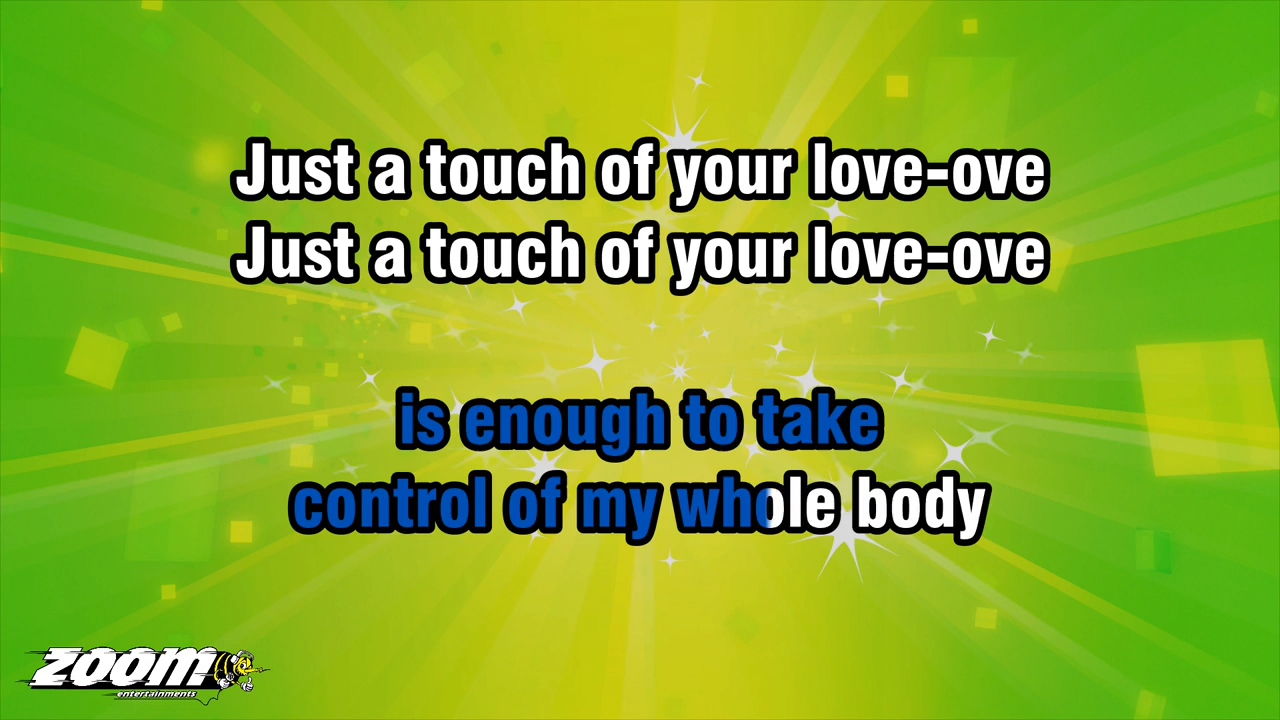 Just a touch of your love-ove
Just a touch of your love-ove
is enough to take
control of my whole body
ZOOM
entertainments